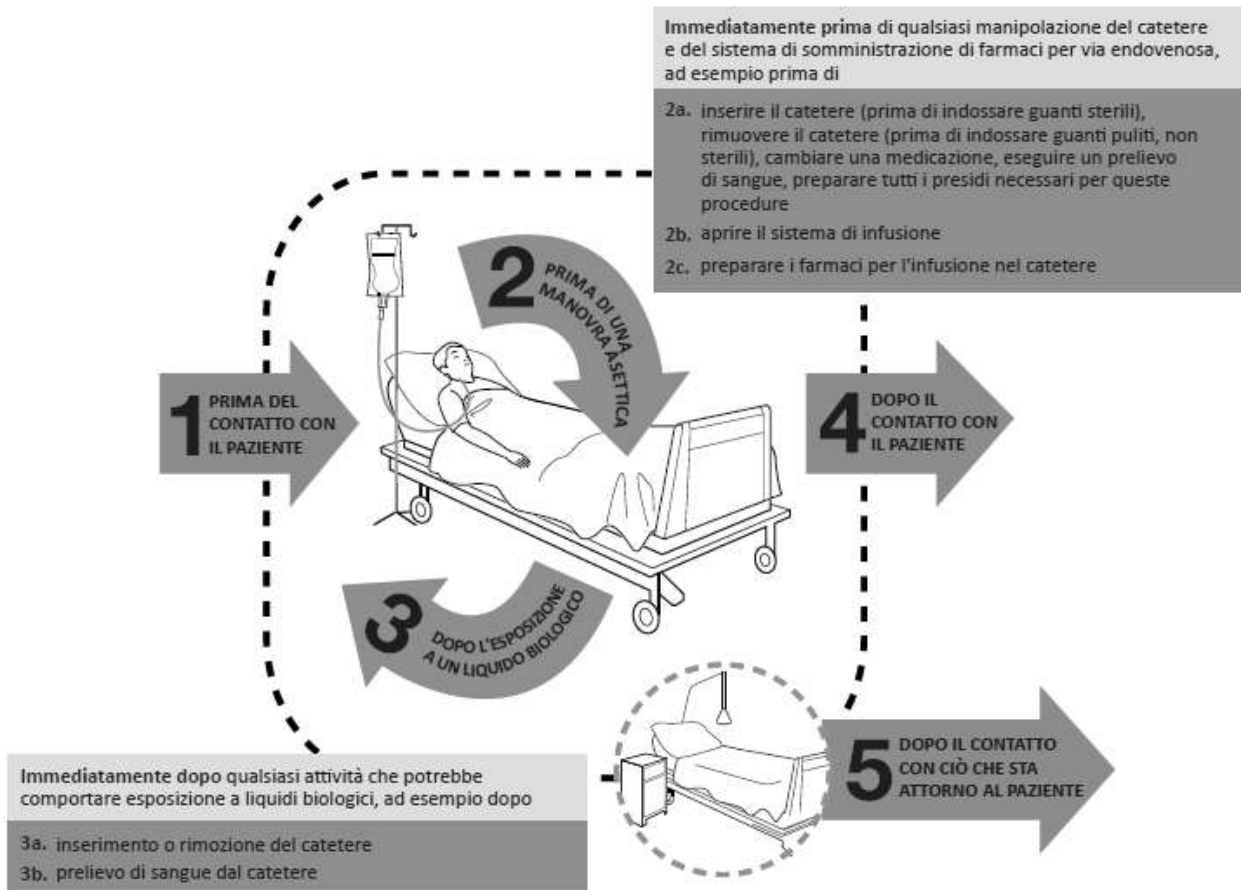 Immediatamente prima di qualsiasi manipolazione del catetere
e del sistema di somministrazione di farmaci per via endovenosa,
ad esempio prima di
2a. inserire il catetere (prima di indossare guanti sterili),
rimuovere il catetere (prima di indossare guanti puliti, non
sterili), cambiare una medicazione, eseguire un prelievo
di sangue, preparare tutti i presidi necessari per queste
procedure
2b. aprire il sistema di infusione
2c. preparare i farmaci per l'infusione nel catetere
1 PRIMA DEL
CONTATTO CON
IL PAZIENTE
2 PRIMA DI UNA
MANOVRA ASETTICA
3 DOPO L'ESPOSIZIONE
A UN LIQUIDO BIOLOGICO
4 DOPO IL
CONTATTO CON
IL PAZIENTE
5 DOPO IL CONTATTO
CON CIÒ CHE STA
ATTORNO AL PAZIENTE
Immediatamente dopo qualsiasi attività che potrebbe
comportare esposizione a liquidi biologici, ad esempio dopo
3a. inserimento o rimozione del catetere
3b. prelievo di sangue dal catetere